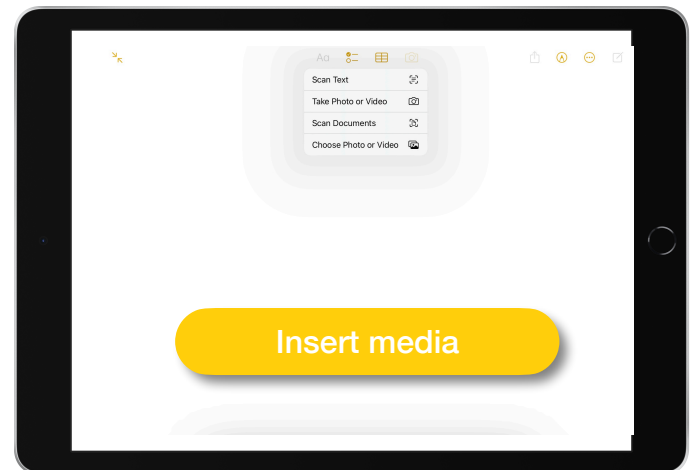 Aa
Scan Text
Take Photo or Video
Scan Documents
Choose Photo or Video
Insert media